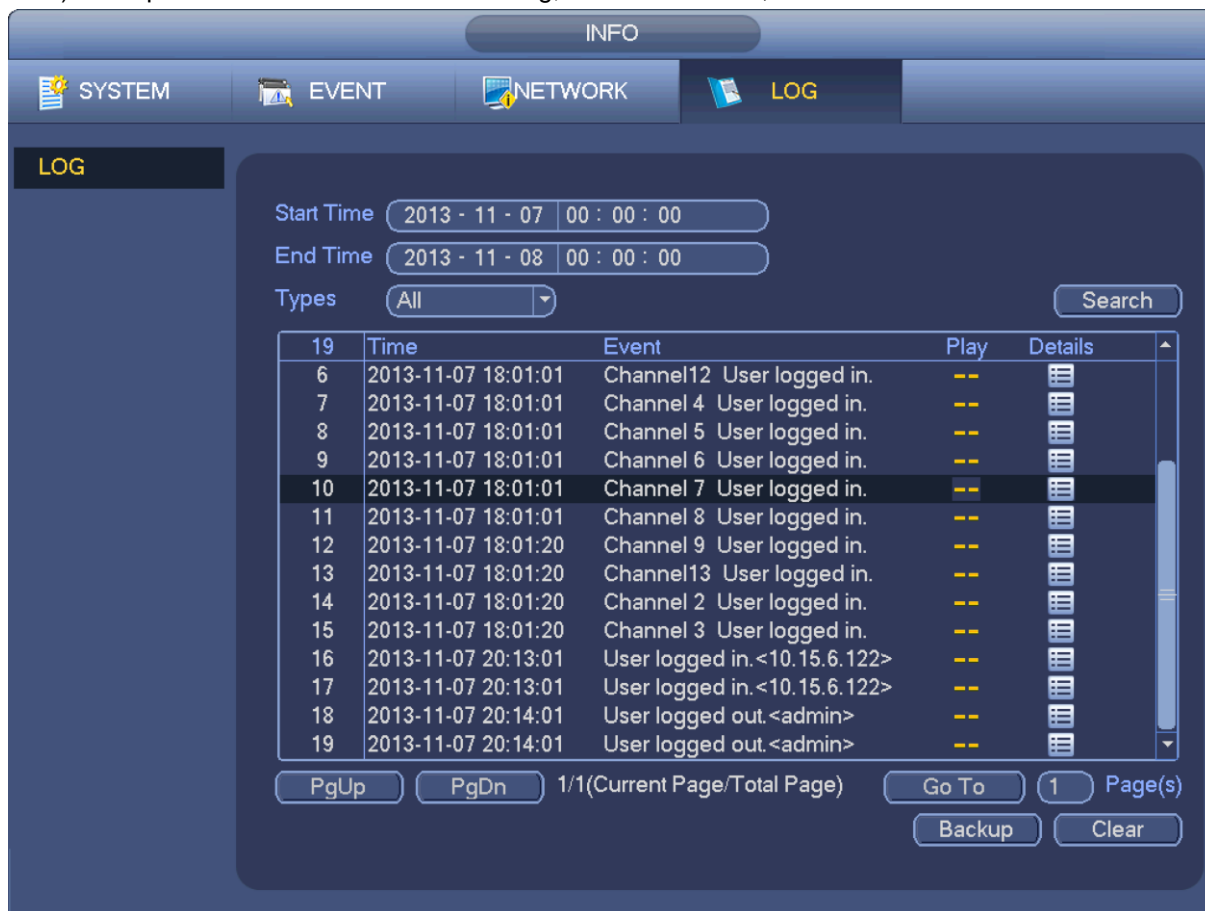 INFO
SYSTEM EVENT NETWORK LOG
LOG
Start Time 2013 - 11 - 07 00 : 00 : 00
End Time 2013 - 11 - 08 00 : 00 : 00
Types All Search
19 Time Event Play Details
6 2013-11-07 18:01:01 Channel12 User logged in. --
7 2013-11-07 18:01:01 Channel 4 User logged in. --
8 2013-11-07 18:01:01 Channel 5 User logged in. --
9 2013-11-07 18:01:01 Channel 6 User logged in. --
10 2013-11-07 18:01:01 Channel 7 User logged in. --
11 2013-11-07 18:01:01 Channel 8 User logged in. --
12 2013-11-07 18:01:20 Channel 9 User logged in. --
13 2013-11-07 18:01:20 Channel13 User logged in. --
14 2013-11-07 18:01:20 Channel 2 User logged in. --
15 2013-11-07 18:01:20 Channel 3 User logged in. --
16 2013-11-07 20:13:01 User logged in.<10.15.6.122> --
17 2013-11-07 20:13:01 User logged in.<10.15.6.122> --
18 2013-11-07 20:14:01 User logged out.<admin> --
19 2013-11-07 20:14:01 User logged out.<admin> --
PgUp PgDn 1/1(Current Page/Total Page) Go To 1 Page(s)
Backup Clear